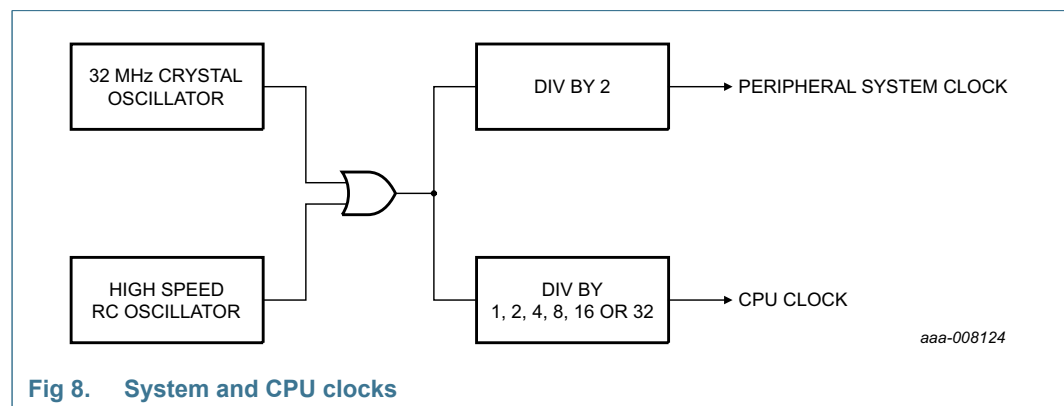 32 MHz CRYSTAL
OSCILLATOR
DIV BY 2
PERIPHERAL SYSTEM CLOCK
HIGH SPEED
RC OSCILLATOR
DIV BY
1, 2, 4, 8, 16 OR 32
CPU CLOCK
aaa-008124
Fig 8. System and CPU clocks